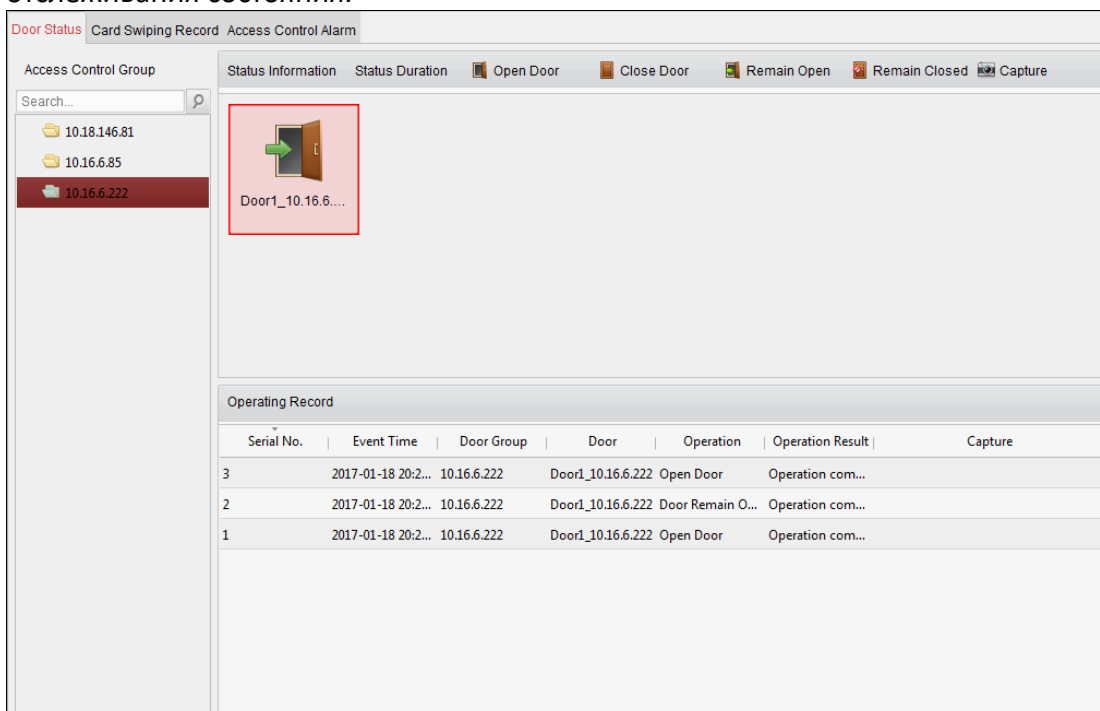 отслеживания состояния.
Door Status Card Swiping Record Access Control Alarm
Access Control Group
Search...
10.18.146.81
10.16.6.85
10.16.6.222
Status Information Status Duration Open Door Close Door Remain Open Remain Closed Capture
Door1_10.16.6....
Operating Record
Serial No. Event Time Door Group Door Operation Operation Result Capture
3 2017-01-18 20:2... 10.16.6.222 Door1_10.16.6.222 Open Door Operation com...
2 2017-01-18 20:2... 10.16.6.222 Door1_10.16.6.222 Door Remain O... Operation com...
1 2017-01-18 20:2... 10.16.6.222 Door1_10.16.6.222 Open Door Operation com...